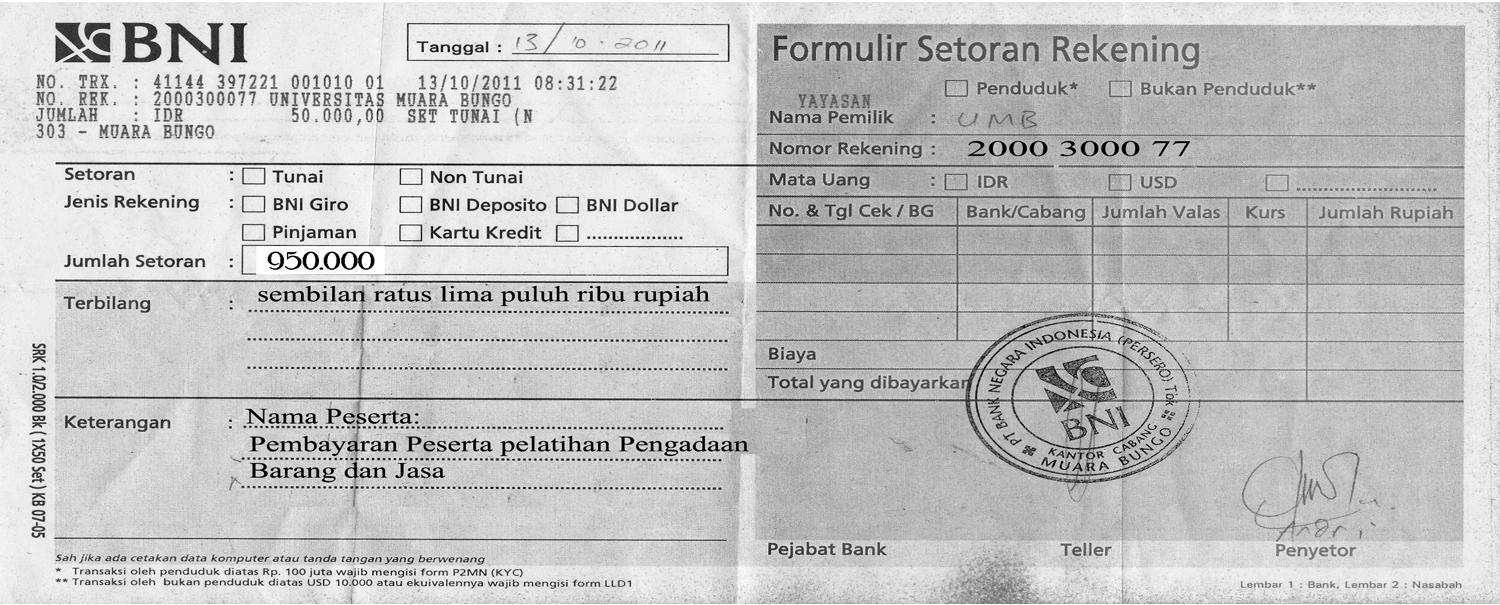 BNI
Tanggal : 13/10.2011
NO. TRX. : 41144 397221 001010 01 13/10/2011 08:31:22
NO. REK. : 2000300077 UNIVERSITAS MUARA BUNGO
JUMLAH : IDR 50.000,00 SET TUNAI (N
303 - MUARA BUNGO
Setoran : Tunai Non Tunai
Jenis Rekening : BNI Giro BNI Deposito BNI Dollar
Pinjaman Kartu Kredit ..................
Jumlah Setoran : 950.000
Terbilang : sembilan ratus lima puluh ribu rupiah
Keterangan : Nama Peserta:
Pembayaran Peserta pelatihan Pengadaan
Barang dan Jasa
SRK 1.0/2.000 Bk ( 1X50 Set ) KB 07-05
Sah jika ada cetakan data komputer atau tanda tangan yang berwenang
* Transaksi oleh penduduk diatas Rp. 100 juta wajib mengisi form P2MN (KYC)
** Transaksi oleh bukan penduduk diatas USD 10.000 atau ekuivalennya wajib mengisi form LLD1
Formulir Setoran Rekening
Penduduk* Bukan Penduduk**
YAYASAN
Nama Pemilik : UMB
Nomor Rekening : 2000 3000 77
Mata Uang : IDR USD ..........................
No. & Tgl Cek / BG Bank/Cabang Jumlah Valas Kurs Jumlah Rupiah
Biaya
Total yang dibayarkan
PT BANK NEGARA INDONESIA (PERSERO) Tbk
BNI
KANTOR CABANG
MUARA BUNGO
Andri
Pejabat Bank Teller Penyetor
Lembar 1 : Bank, Lembar 2 : Nasabah